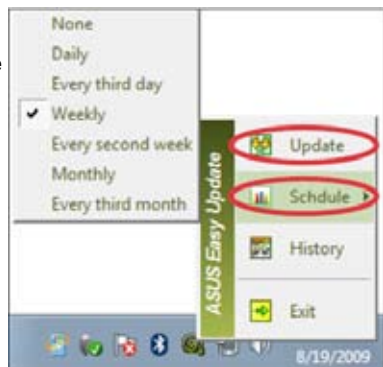 None
Daily
Every third day
Weekly
Every second week
Monthly
Every third month
ASUS Easy Update
Update
Schdule
History
Exit
8/19/2009